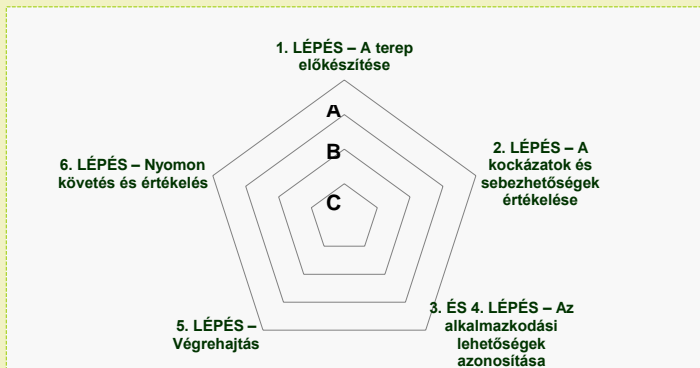 1. LÉPÉS – A terep
előkészítése
A
B
C
2. LÉPÉS – A
kockázatok és
sebezhetőségek
értékelése
6. LÉPÉS – Nyomon
követés és értékelés
3. ÉS 4. LÉPÉS – Az
alkalmazkodási
lehetőségek
azonosítása
5. LÉPÉS –
Végrehajtás